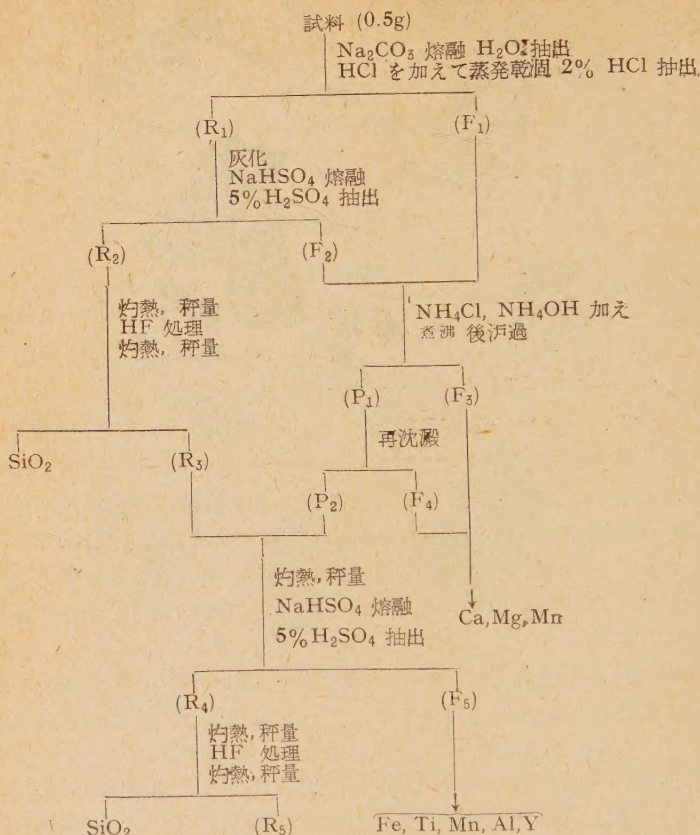 試料 (0.5g)
Na₂CO₃ 熔融 H₂O 抽出
HCl を加えて蒸発乾涸 2% HCl 抽出
(R₁)
(F₁)
灰化
NaHSO₄ 熔融
5% H₂SO₄ 抽出
(R₂)
(F₂)
灼熱, 秤量
HF 処理
灼熱, 秤量
NH₄Cl, NH₄OH 加え
煮沸 後沪過
(P₁)
(F₃)
再沈澱
SiO₂
(R₃)
(P₂)
(F₄)
灼熱, 秤量
NaHSO₄ 熔融
5% H₂SO₄ 抽出
Ca, Mg, Mn
(R₄)
(F₅)
灼熱, 秤量
HF 処理
灼熱, 秤量
SiO₂
(R₅)
Fe, Ti, Mn, Al, Y